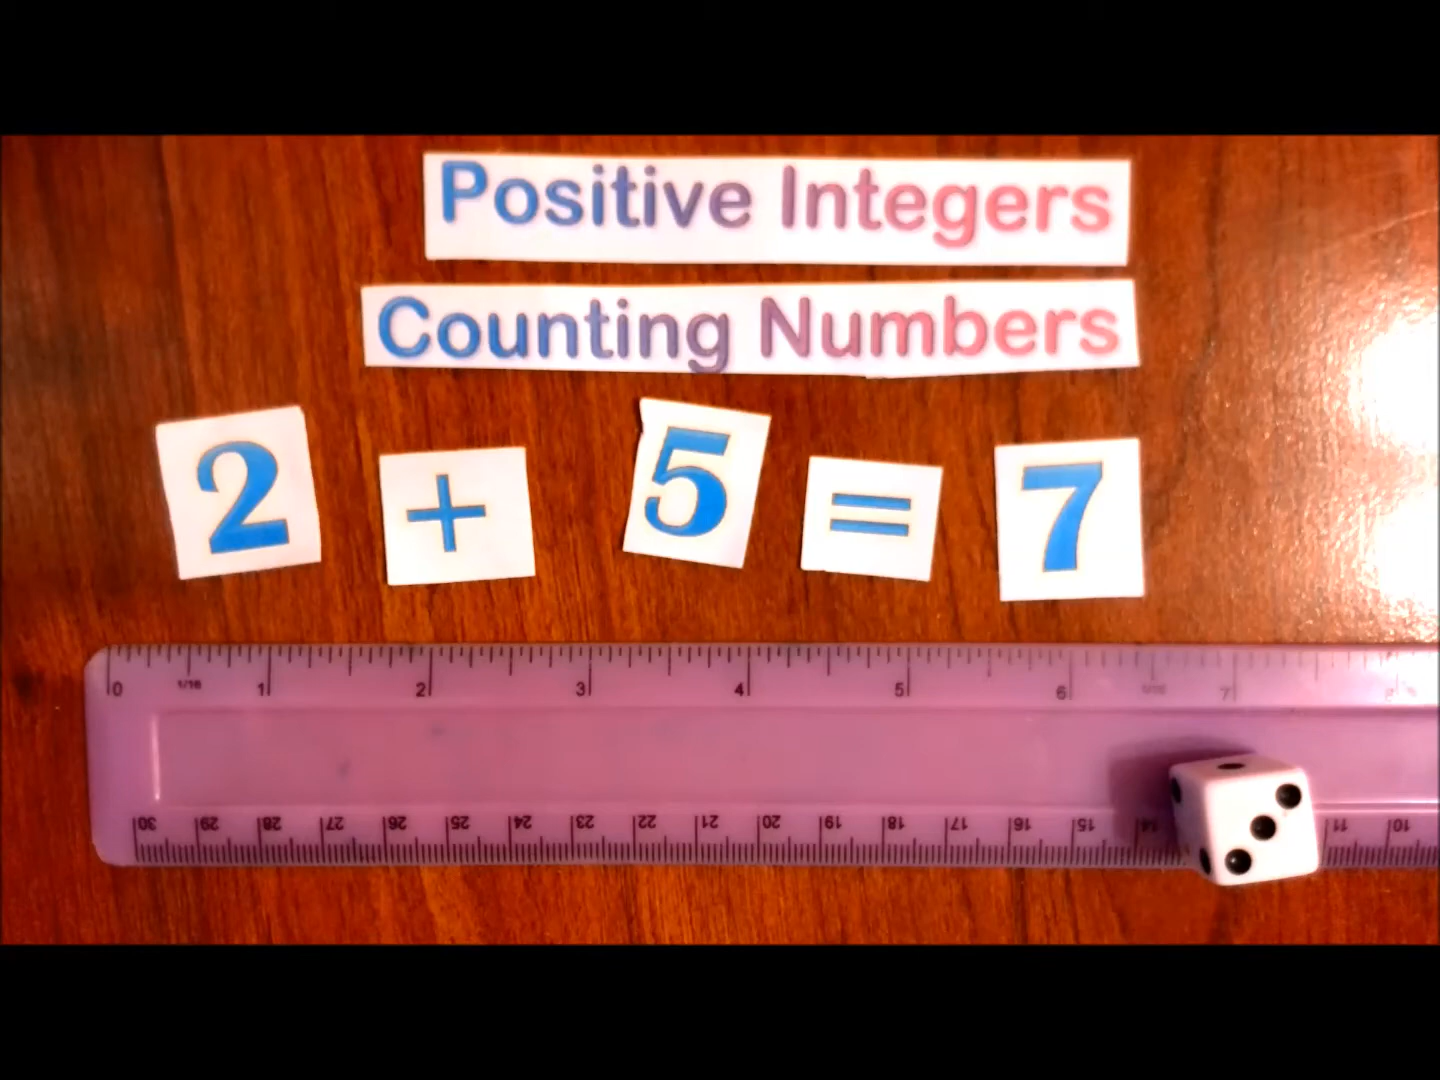 Positive Integers
Counting Numbers
2 + 5 = 7
0 1/16 1 2 3 4 5 6 7
30 29 28 27 26 25 24 23 22 21 20 19 18 17 16 15 14 11 10